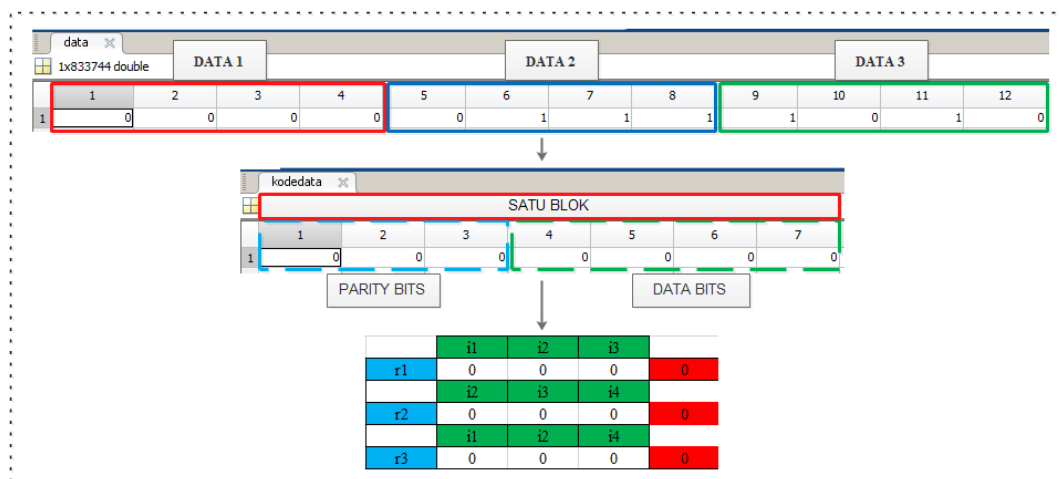 data
1x833744 double DATA 1 DATA 2 DATA 3
1 2 3 4 5 6 7 8 9 10 11 12
1 0 0 0 0 0 1 1 1 1 0 1 0
kodedata
SATU BLOK
1 2 3 4 5 6 7
1 0 0 0 0 0 0 0
PARITY BITS DATA BITS
i1 i2 i3
r1 0 0 0 0
i2 i3 i4
r2 0 0 0 0
i1 i2 i4
r3 0 0 0 0